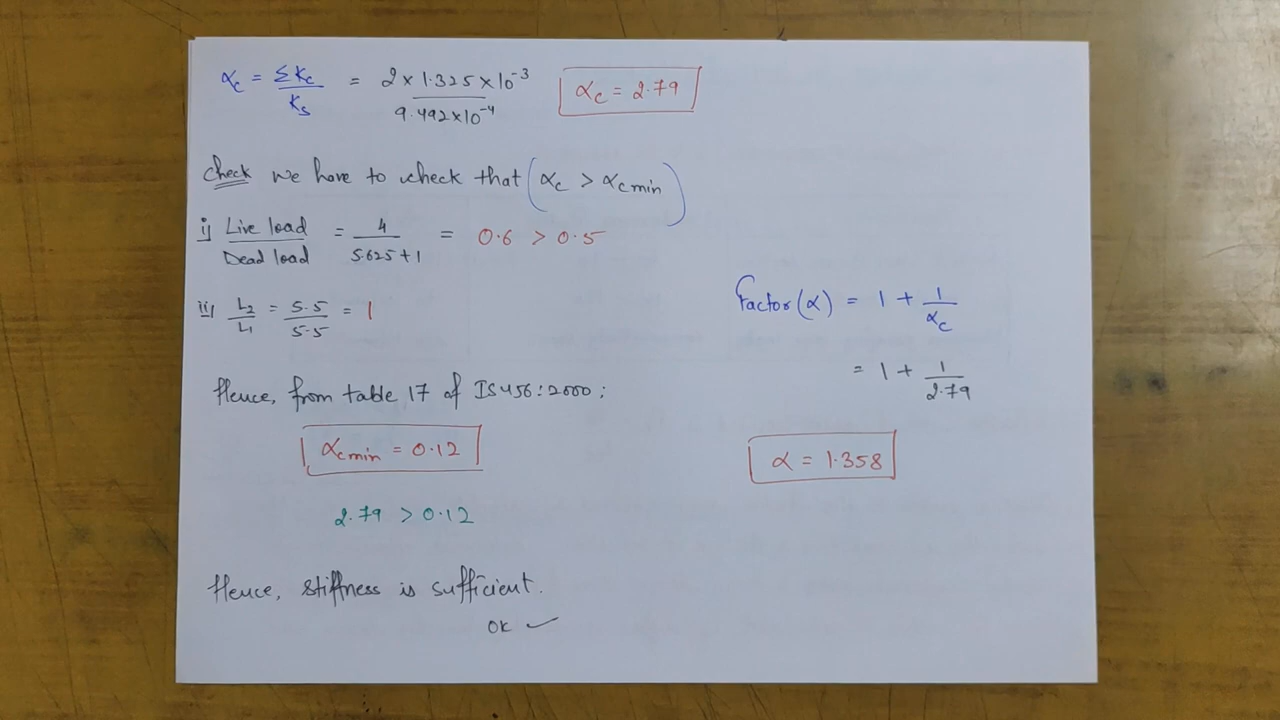 αc = ΣKc / Ks = 2 × 1.325 × 10^-3 / 9.492 × 10^-4 αc = 2.79
Check we have to check that (αc > αc min)
i) Live load / Dead load = 4 / 5.625 + 1 = 0.6 > 0.5
ii) L2 / L1 = 5.5 / 5.5 = 1
Hence, from table 17 of IS 456:2000;
αc min = 0.12
2.79 > 0.12
Hence, stiffness is sufficient.
OK ✓
Factor (α) = 1 + 1 / αc
= 1 + 1 / 2.79
α = 1.358